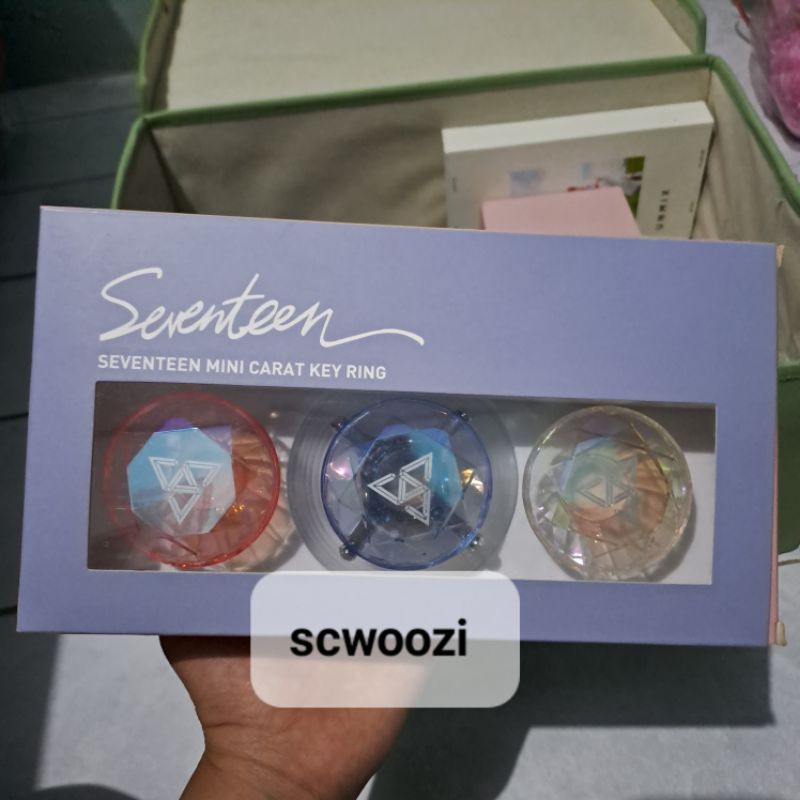 Seventeen
SEVENTEEN MINI CARAT KEY RING
scwoozi